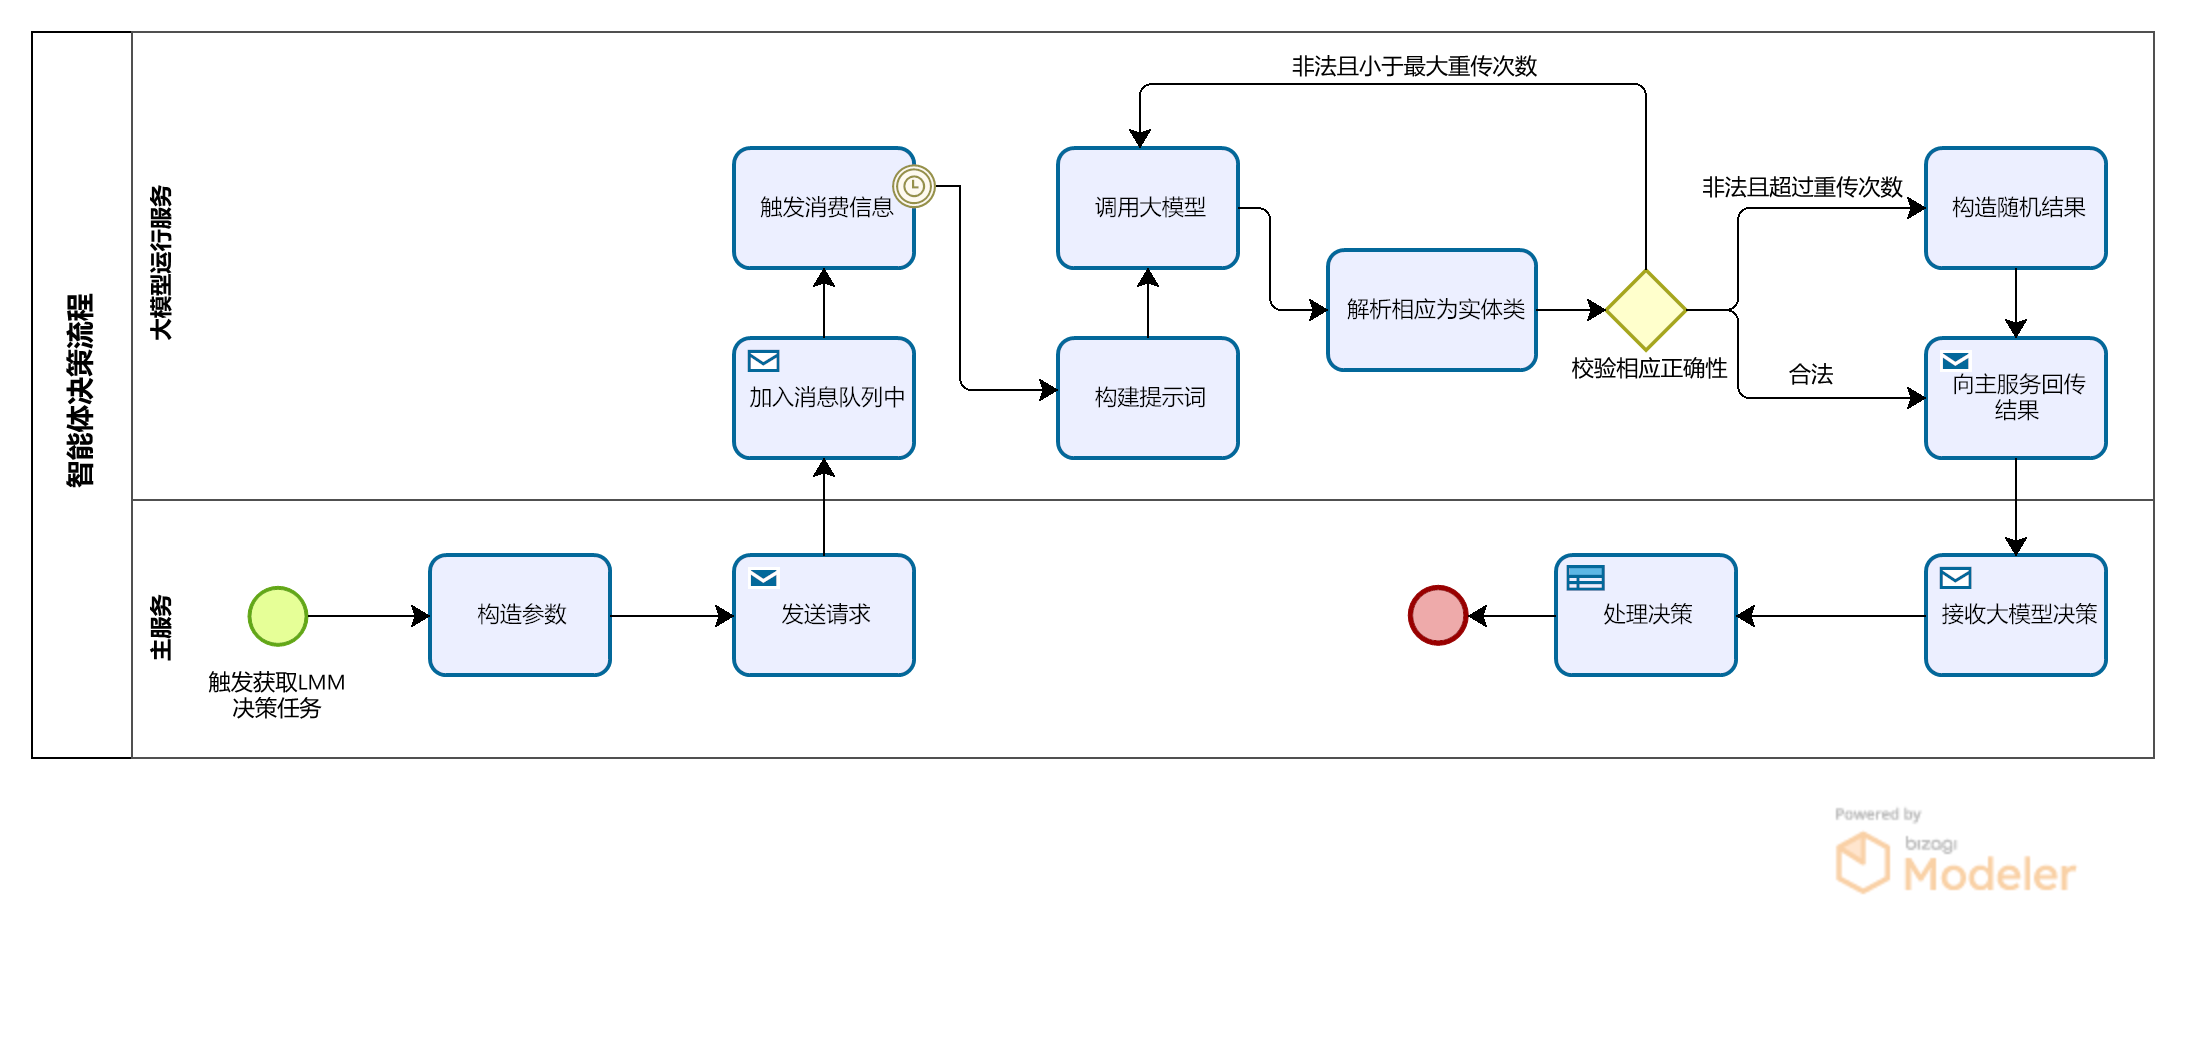 智能体决策流程
大模型运行服务
非法且小于最大重传次数
触发消费信息
调用大模型
非法且超过重传次数
构造随机结果
解析相应为实体类
校验相应正确性
合法
加入消息队列中
构建提示词
向主服务回传
结果
主服务
触发获取LMM
决策任务
构造参数
发送请求
处理决策
接收大模型决策
Powered by
bizagi
Modeler